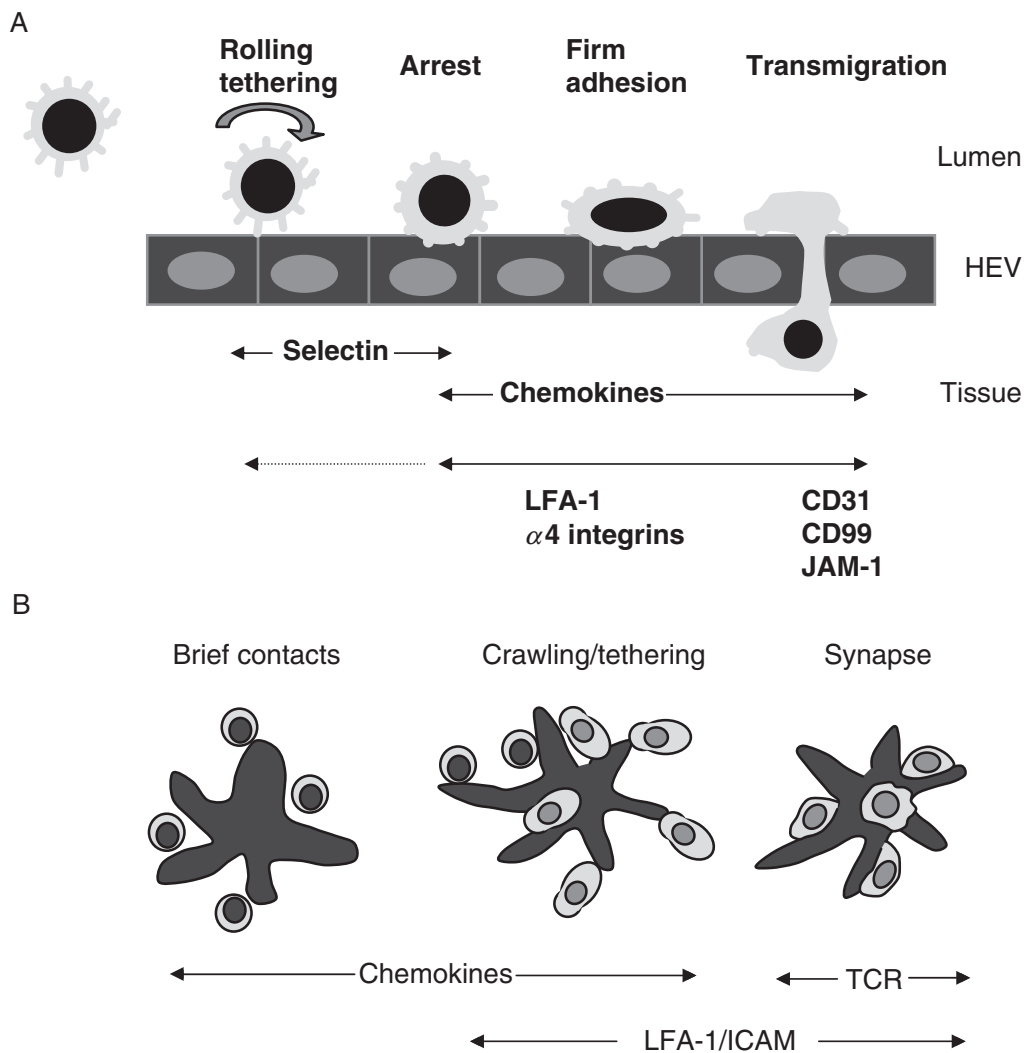 A
Rolling
tethering
Arrest
Firm
adhesion
Transmigration
Lumen
HEV
Selectin
Chemokines
Tissue
LFA-1
α4 integrins
CD31
CD99
JAM-1
B
Brief contacts
Crawling/tethering
Synapse
Chemokines
TCR
LFA-1/ICAM